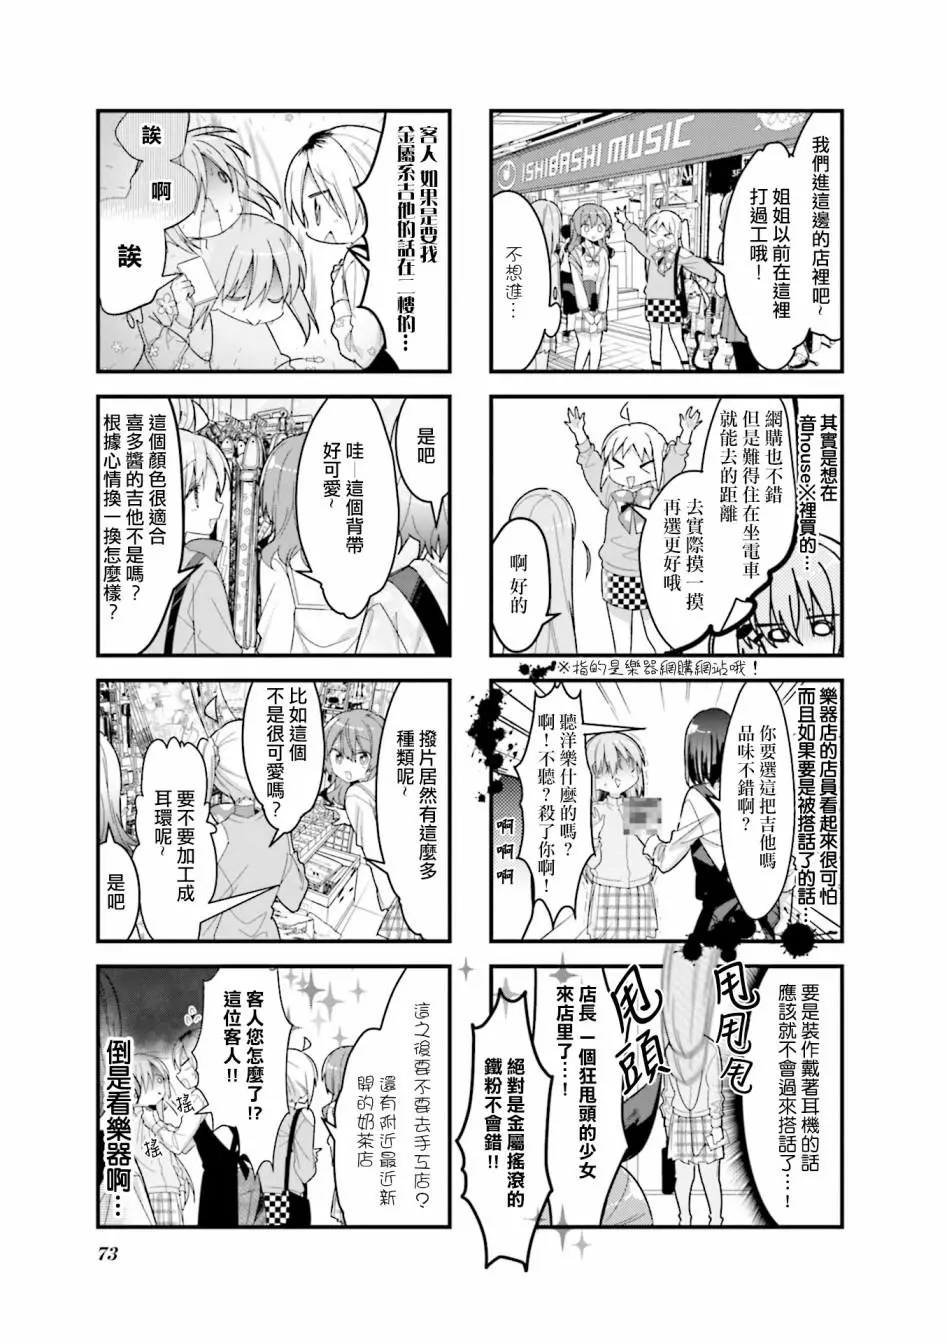 ISHIBASHI MUSIC
我們進這邊的店裡吧~
姐姐以前在這裡
打過工哦！
不想進…
其實是想在
音house※裡買的…
網購也不錯
但是難得住在坐電車
就能去的距離
去實際摸一摸
再選更好哦
啊 好的
※指的是樂器網購網站哦！
樂器店的店員看起來很可怕
而且如果要是被搭話了的話…
你要選這把吉他嗎
品味不錯啊？
聽洋樂什麼的嗎？
啊！不聽？殺了你啊！
啊
啊
啊
要是裝作戴著耳機的話
應該就不會過來搭話了…！
甩
甩
甩
甩頭
店長 一個狂甩頭的少女
來店里了…！
絕對是金屬搖滾的
鐵粉不會錯!!
客人 如果是要找
金屬系吉他的話在二樓的…
誒
啊
誒
是吧
哇—這個背帶
好可愛~
這個顏色很適合
喜多醬的吉他不是嗎？
根據心情換一換怎麼樣？
撥片居然有這麼多
種類呢~
比如這個
不是很可愛嗎？
要不要加工成
耳環呢~
是吧
這之後要不要去手工店？
還有附近最近新
開的奶茶店
客人您怎麼了!?
這位客人!!
搖
搖
倒是看樂器啊…
73